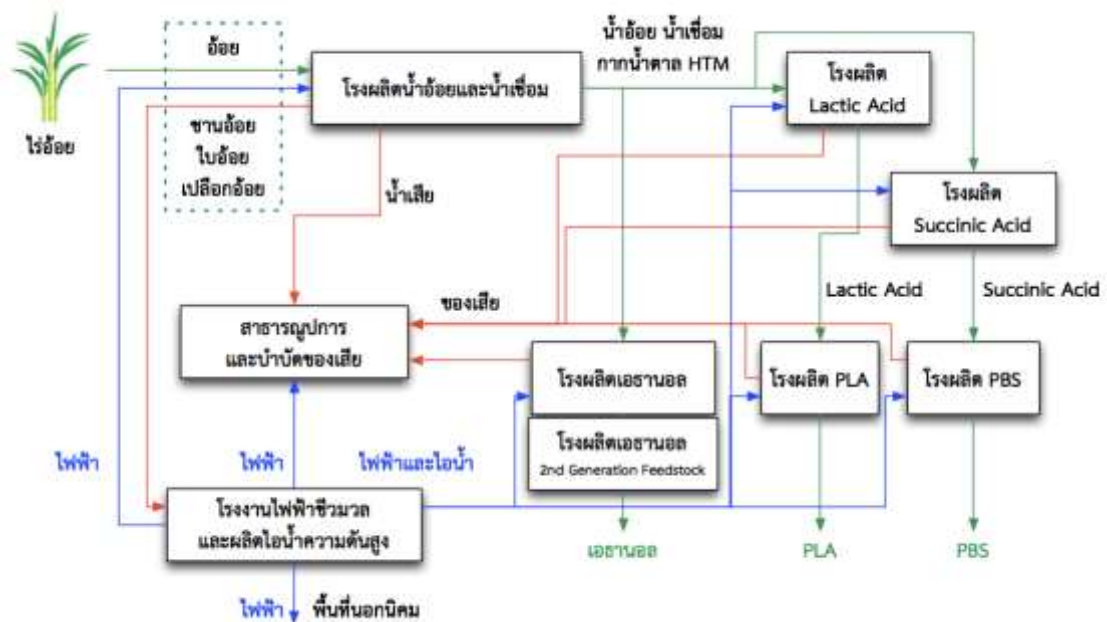 อ้อย
น้ำอ้อย น้ำเชื่อม
กากน้ำตาล HTM
โรงผลิตน้ำอ้อยและน้ำเชื่อม
โรงผลิต
Lactic Acid
ไร่อ้อย
ชานอ้อย
ใบอ้อย
เปลือกอ้อย
น้ำเสีย
โรงผลิต
Succinic Acid
Lactic Acid
Succinic Acid
ของเสีย
สาธารณูปการ
และบำบัดของเสีย
โรงผลิตเอธานอล
โรงผลิต PLA
โรงผลิต PBS
โรงผลิตเอธานอล
2nd Generation Feedstock
ไฟฟ้า
ไฟฟ้า
ไฟฟ้าและไอน้ำ
โรงงานไฟฟ้าชีวมวล
และผลิตไอน้ำความดันสูง
เอธานอล
PLA
PBS
ไฟฟ้า
พื้นที่นอกนิคม